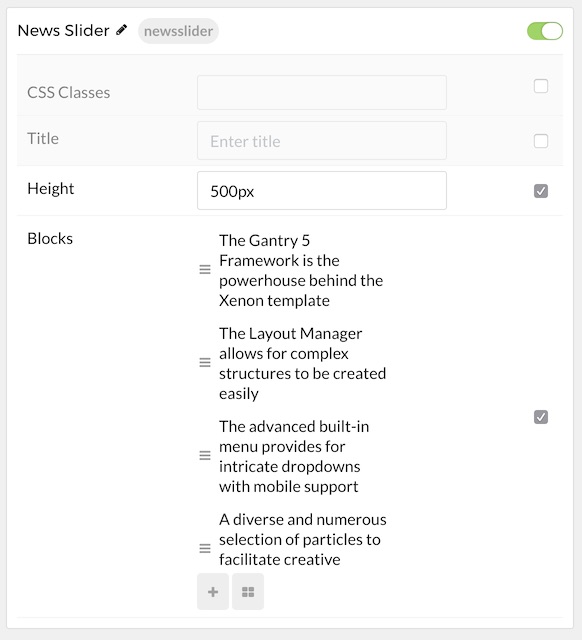 News Slider newsslider
CSS Classes
Title Enter title
Height 500px
Blocks
The Gantry 5
Framework is the
powerhouse behind the
Xenon template
The Layout Manager
allows for complex
structures to be created
easily
The advanced built-in
menu provides for
intricate dropdowns
with mobile support
A diverse and numerous
selection of particles to
facilitate creative